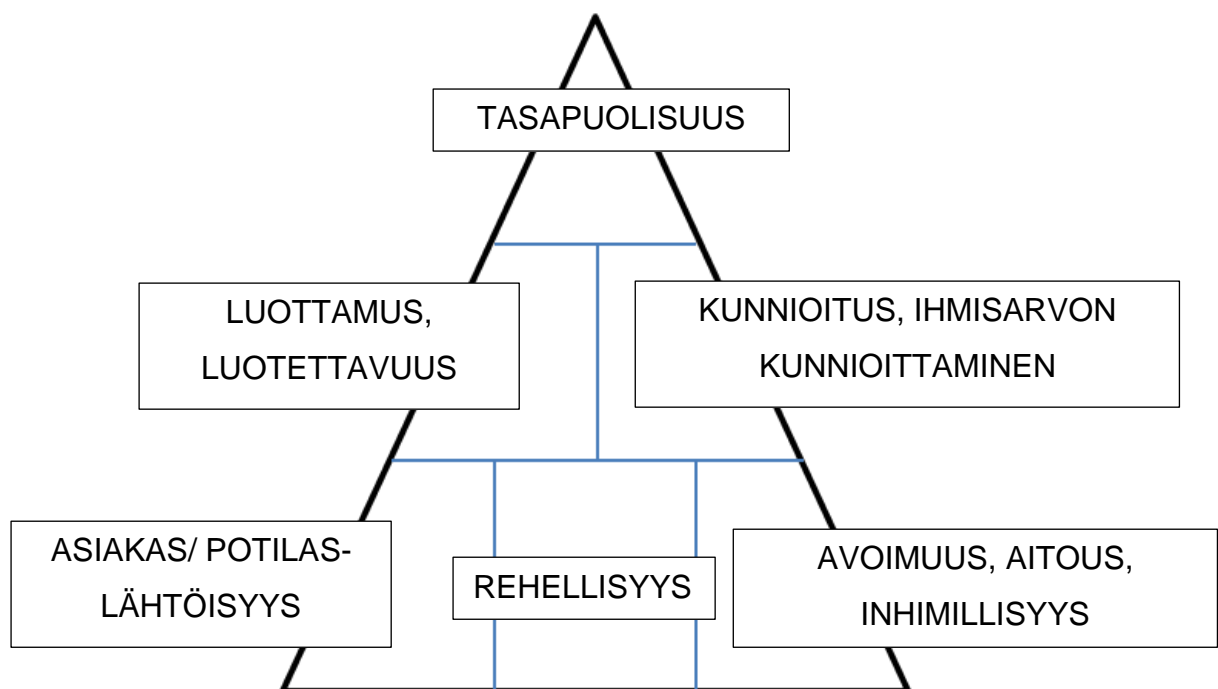 TASAPUOLISUUS
LUOTTAMUS,
LUOTETTAVUUS
KUNNIOITUS, IHMISARVON
KUNNIOITTAMINEN
ASIAKAS/ POTILAS-
LÄHTÖISYYS
REHELLISYYS
AVOIMUUS, AITOUS,
INHIMILLISYYS